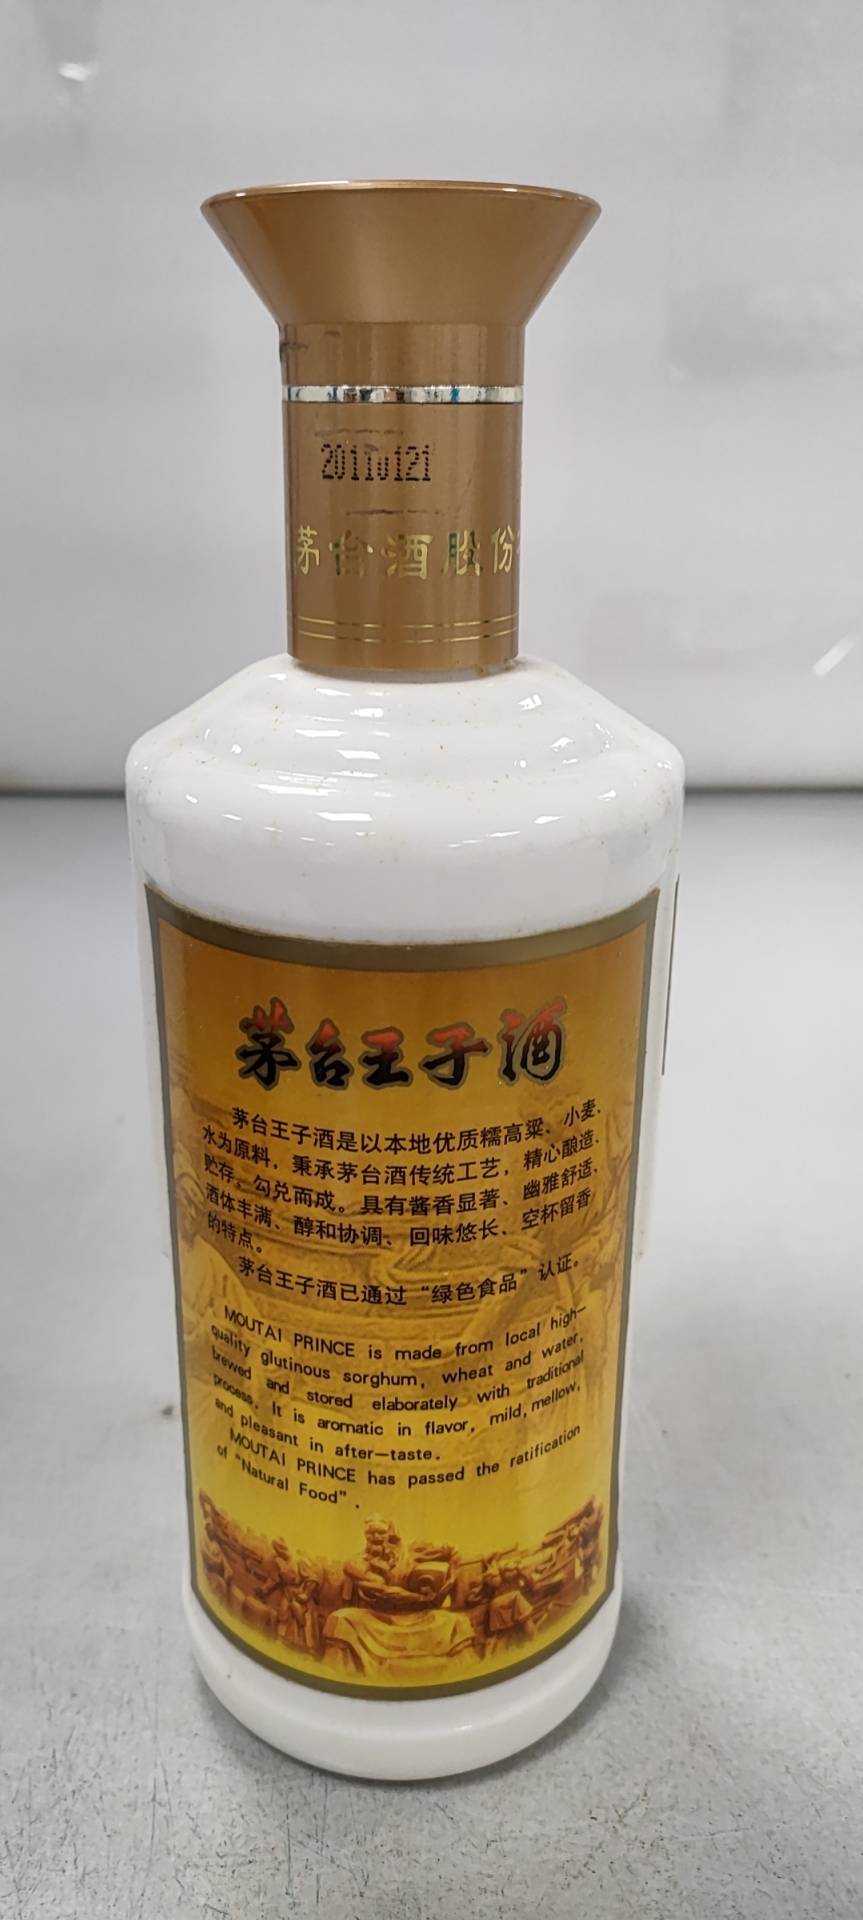 20110121
茅台酒股份
茅台王子酒
茅台王子酒是以本地优质糯高粱、小麦、
水为原料，秉承茅台酒传统工艺，精心酿造、
贮存，勾兑而成。具有酱香显著、幽雅舒适、
酒体丰满、醇和协调、回味悠长、空杯留香
的特点。
茅台王子酒已通过“绿色食品”认证。
MOUTAI PRINCE is made from local high-
quality glutinous sorghum, wheat and water,
brewed and stored elaborately with traditional
process. It is aromatic in flavor, mild, mellow,
and pleasant in after-taste.
MOUTAI PRINCE has passed the ratification
of "Natural Food".